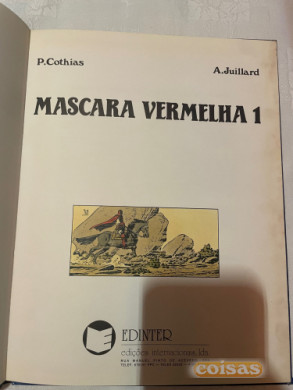 P.Cothias
A.Juillard
MASCARA VERMELHA 1
EDINTER
edições internacionais, lda.
coisas